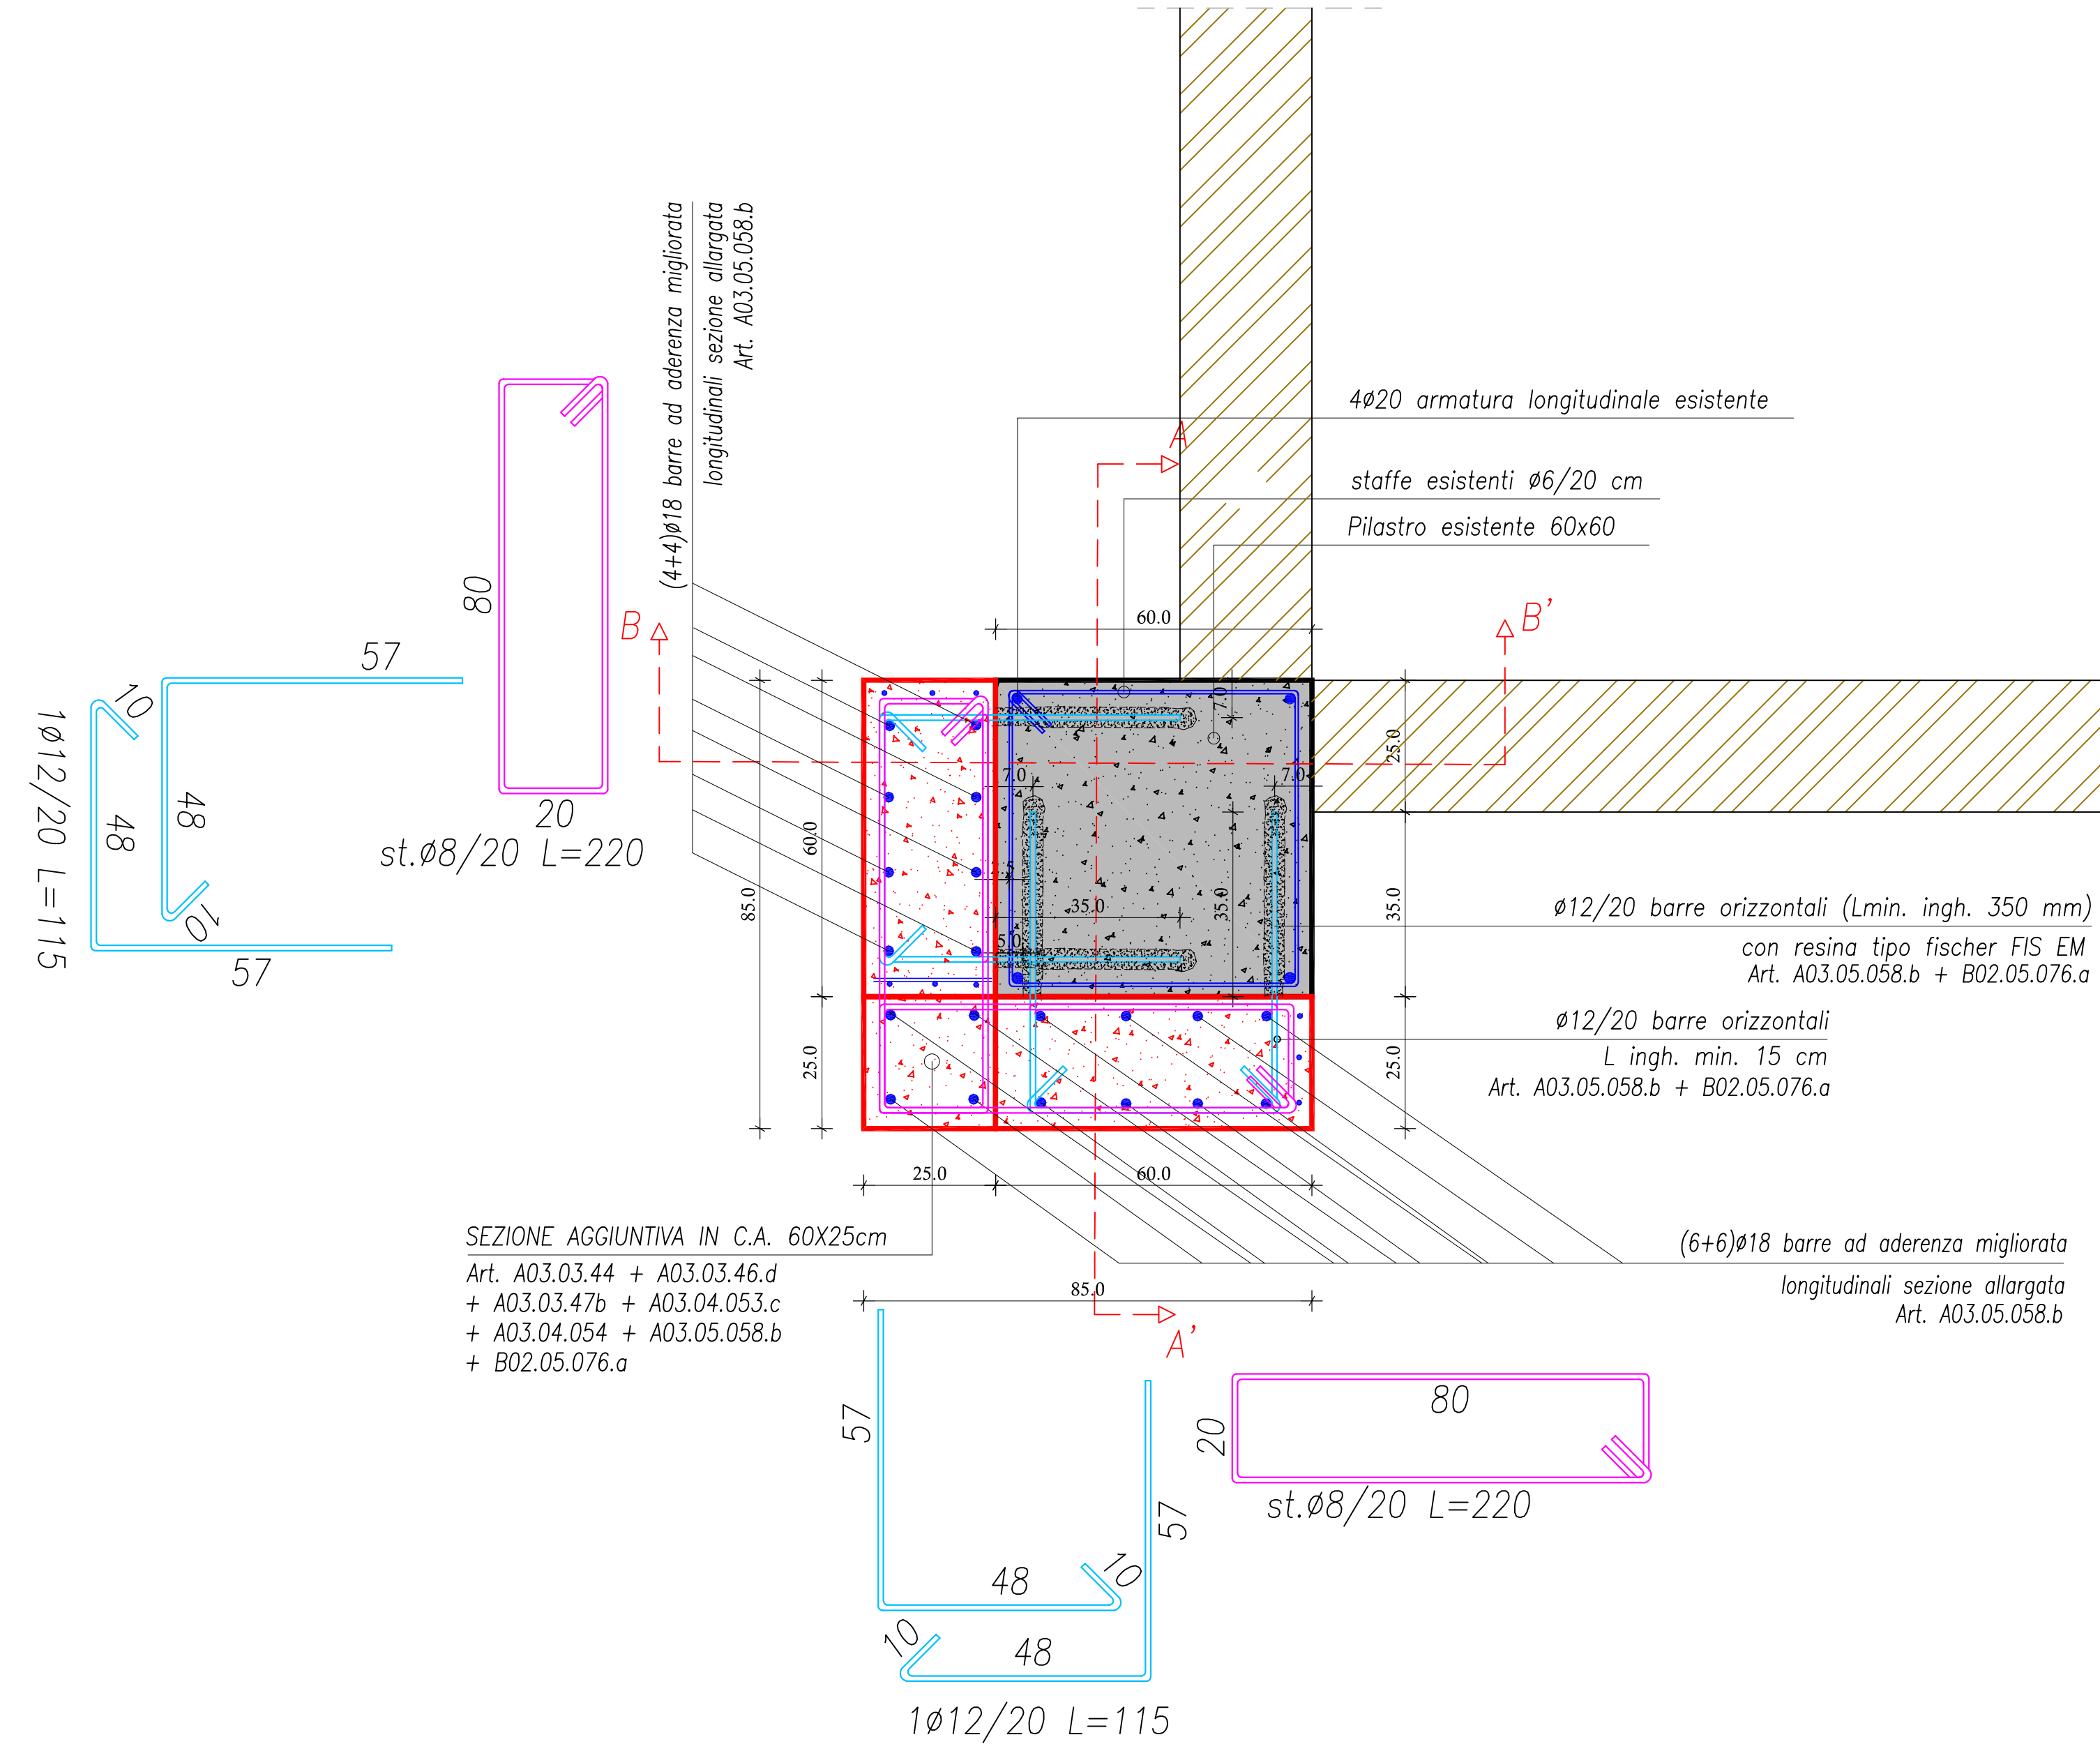 (4+4)ø18 barre ad aderenza migliorata
longitudinali sezione allargata
Art. A03.05.058.b
4ø20 armatura longitudinale esistente
A
staffe esistenti ø6/20 cm
Pilastro esistente 60x60
80
20
st.ø8/20 L=220
B
B'
60.0
57
10
48
48
10
57
1ø12/20 L=115
7.0
25.0
7.0
7.0
60.0
85.0
35.0
35.0
35.0
5.0
25.0
25.0
ø12/20 barre orizzontali (Lmin. ingh. 350 mm)
con resina tipo fischer FIS EM
Art. A03.05.058.b + B02.05.076.a
ø12/20 barre orizzontali
L ingh. min. 15 cm
Art. A03.05.058.b + B02.05.076.a
25.0
60.0
SEZIONE AGGIUNTIVA IN C.A. 60X25cm
Art. A03.03.44 + A03.03.46.d
+ A03.03.47b + A03.04.053.c
+ A03.04.054 + A03.05.058.b
+ B02.05.076.a
(6+6)ø18 barre ad aderenza migliorata
longitudinali sezione allargata
Art. A03.05.058.b
85.0
A'
57
57
48
10
10
48
1ø12/20 L=115
80
20
st.ø8/20 L=220